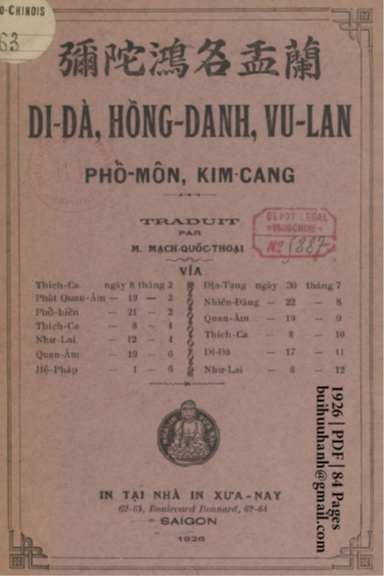 O-CHINOIS
63
彌陀鴻名盂蘭
DI-ĐÀ, HỒNG-DANH, VU-LAN
PHỒ-MÔN, KIM-CANG
TRADUIT
PAR
M. MẠCH-QUỐC-THOẠI
DEPOT LEGAL
INDOCHINE
No 5887
VÍA
Thích-Ca ngày 8 tháng 2
Phật Quan-Âm — 19 — 2
Phổ-hiền — 21 — 2
Thích-Ca — 8 — 4
Như-Lai — 12 — 4
Quan-Âm — 19 — 6
Hộ-Pháp — 1 — 6
Địa-Tạng ngày 30 tháng 7
Nhiên-Đăng — 22 — 8
Quan-Âm — 19 — 9
Thích-Ca — 8 — 10
Di-Đà — 17 — 11
Như-Lai — 8 — 12
IN TẠI NHÀ IN XƯA-NAY
62-64, Boulevard Bonnard, 62-64
SAIGON
1926
1926 | PDF | 84 Pages
buihuuhanh@gmail.com